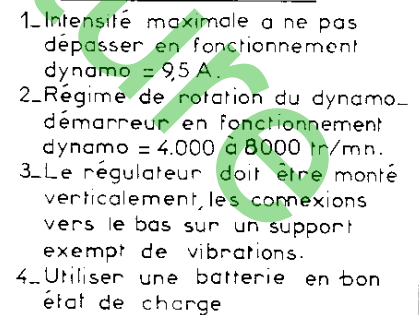 1_Intensité maximale a ne pas
dépasser en fonctionnement
dynamo = 9,5 A.
2_Régime de rotation du dynamo_
démarreur en fonctionnement
dynamo = 4.000 à 8000 tr/mn.
3_Le régulateur doit être monté
verticalement, les connexions
vers le bas sur un support
exempt de vibrations.
4_Utiliser une batterie en bon
état de charge
ure